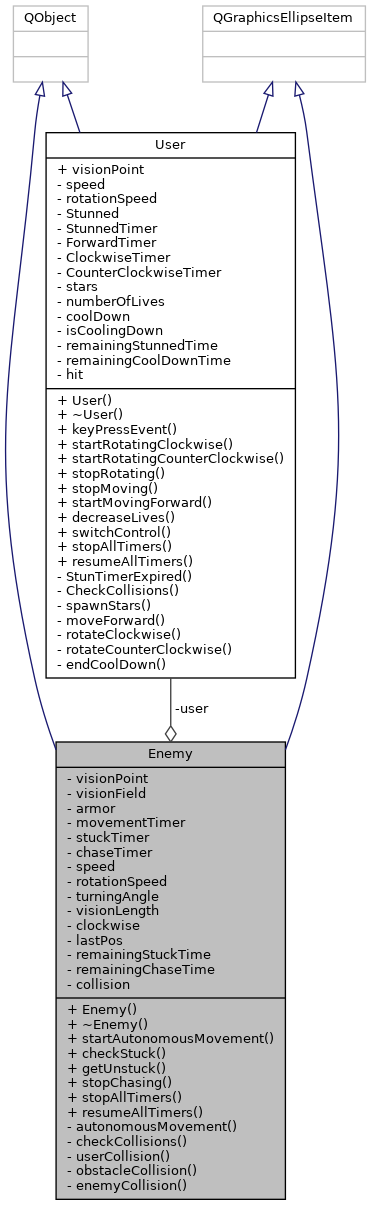 QObject
QGraphicsEllipseItem
User
+ visionPoint
- speed
- rotationSpeed
- Stunned
- StunnedTimer
- ForwardTimer
- ClockwiseTimer
- CounterClockwiseTimer
- stars
- numberOfLives
- coolDown
- isCoolingDown
- remainingStunnedTime
- remainingCoolDownTime
- hit
+ User()
+ ~User()
+ keyPressEvent()
+ startRotatingClockwise()
+ startRotatingCounterClockwise()
+ stopRotating()
+ stopMoving()
+ startMovingForward()
+ decreaseLives()
+ switchControl()
+ stopAllTimers()
+ resumeAllTimers()
- StunTimerExpired()
- CheckCollisions()
- spawnStars()
- moveForward()
- rotateClockwise()
- rotateCounterClockwise()
- endCoolDown()
-user
Enemy
- visionPoint
- visionField
- armor
- movementTimer
- stuckTimer
- chaseTimer
- speed
- rotationSpeed
- turningAngle
- visionLength
- clockwise
- lastPos
- remainingStuckTime
- remainingChaseTime
- collision
+ Enemy()
+ ~Enemy()
+ startAutonomousMovement()
+ checkStuck()
+ getUnstuck()
+ stopChasing()
+ stopAllTimers()
+ resumeAllTimers()
- autonomousMovement()
- checkCollisions()
- userCollision()
- obstacleCollision()
- enemyCollision()